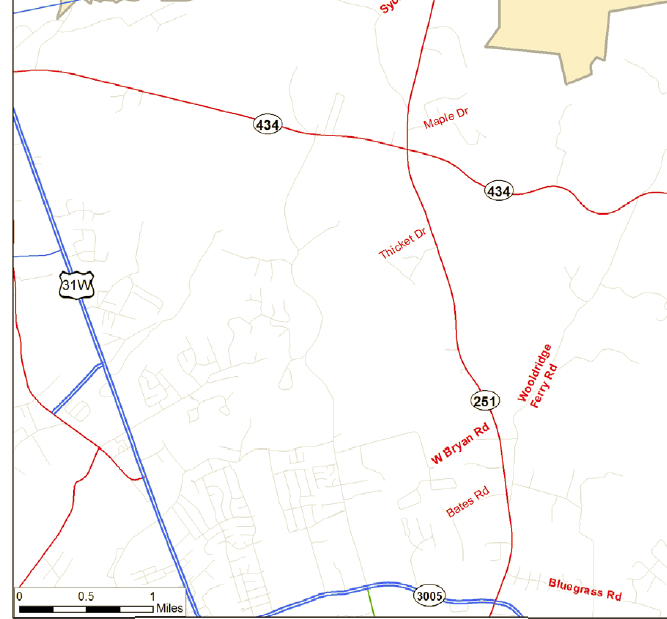 Syc
Maple Dr
434
434
Thicket Dr
31W
Wooldridge
Ferry Rd
251
W Bryan Rd
Bates Rd
Bluegrass Rd
3005
0 0.5 1
Miles